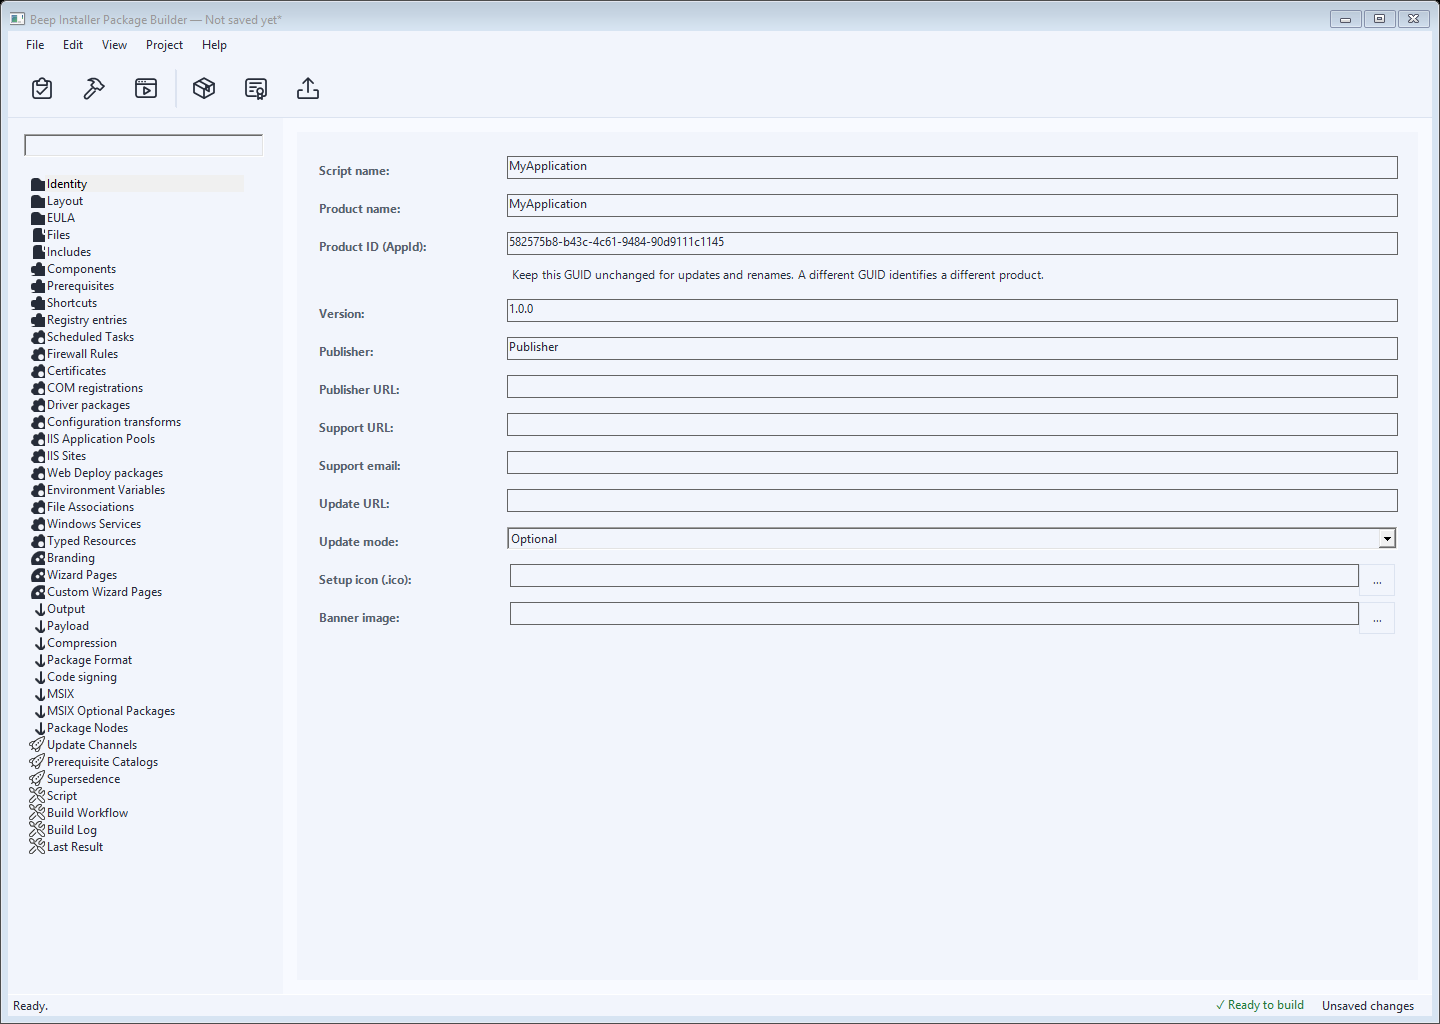 Beep Installer Package Builder — Not saved yet*
File Edit View Project Help
Identity
Layout
EULA
Files
Includes
Components
Prerequisites
Shortcuts
Registry entries
Scheduled Tasks
Firewall Rules
Certificates
COM registrations
Driver packages
Configuration transforms
IIS Application Pools
IIS Sites
Web Deploy packages
Environment Variables
File Associations
Windows Services
Typed Resources
Branding
Wizard Pages
Custom Wizard Pages
Output
Payload
Compression
Package Format
Code signing
MSIX
MSIX Optional Packages
Package Nodes
Update Channels
Prerequisite Catalogs
Supersedence
Script
Build Workflow
Build Log
Last Result
Script name: MyApplication
Product name: MyApplication
Product ID (AppId): 582575b8-b43c-4c61-9484-90d9111c1145
Keep this GUID unchanged for updates and renames. A different GUID identifies a different product.
Version: 1.0.0
Publisher: Publisher
Publisher URL:
Support URL:
Support email:
Update URL:
Update mode: Optional
Setup icon (.ico): ...
Banner image: ...
Ready. ✓ Ready to build Unsaved changes